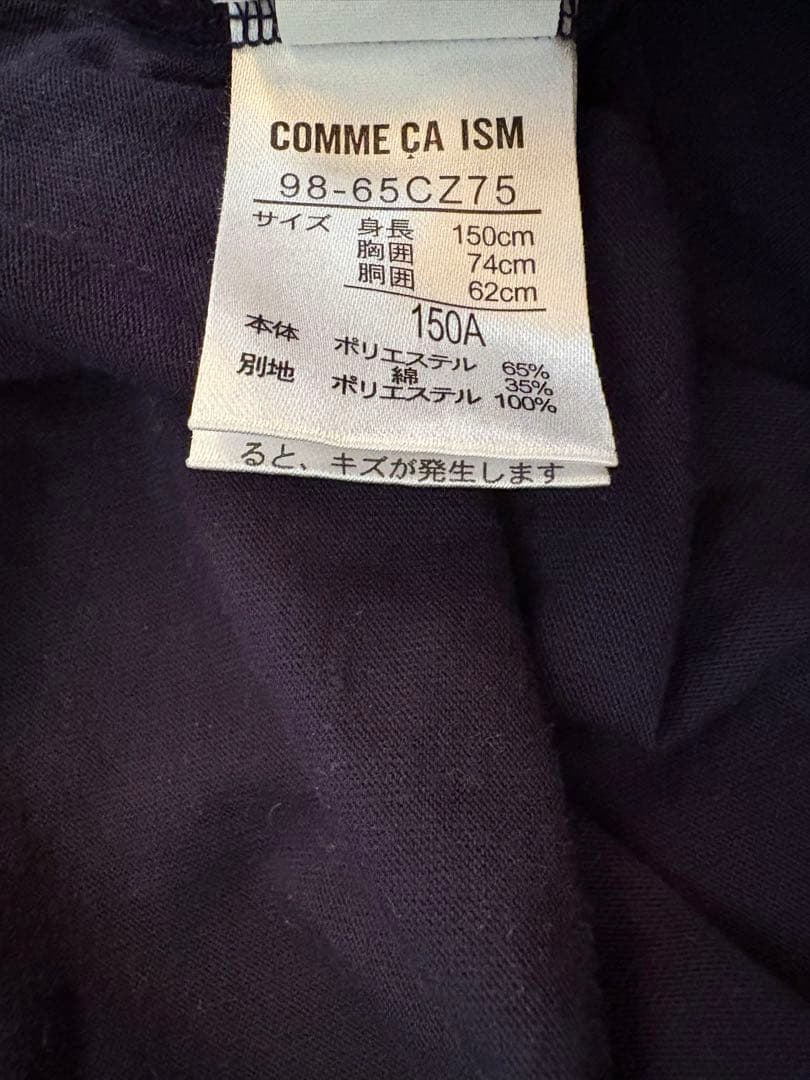 COMME ÇA ISM
98-65CZ75
サイズ 身長 150cm
胸囲 74cm
胴囲 62cm
150A
本体 ポリエステル 65%
綿 35%
別地 ポリエステル 100%
ると、キズが発生します